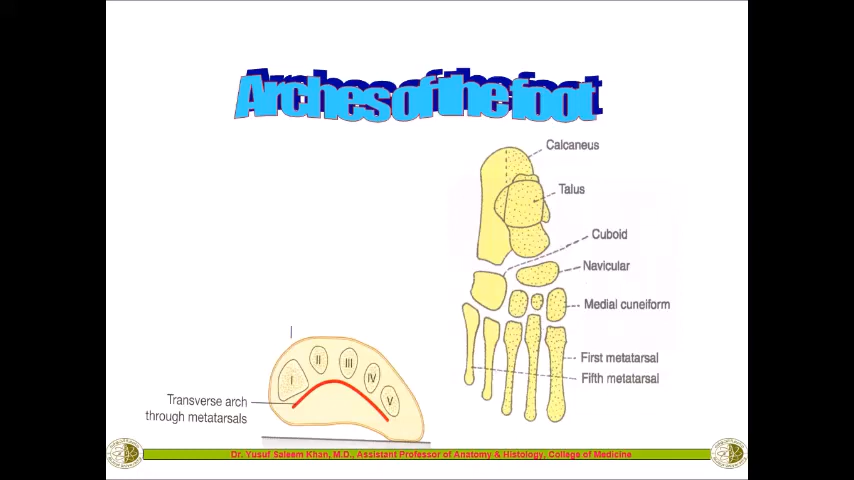 Arches of the foot
Calcaneus
Talus
Cuboid
Navicular
Medial cuneiform
First metatarsal
Fifth metatarsal
I
II
III
IV
V
Transverse arch
through metatarsals
Dr. Yusuf Saleem Khan, M.D., Assistant Professor of Anatomy & Histology, College of Medicine